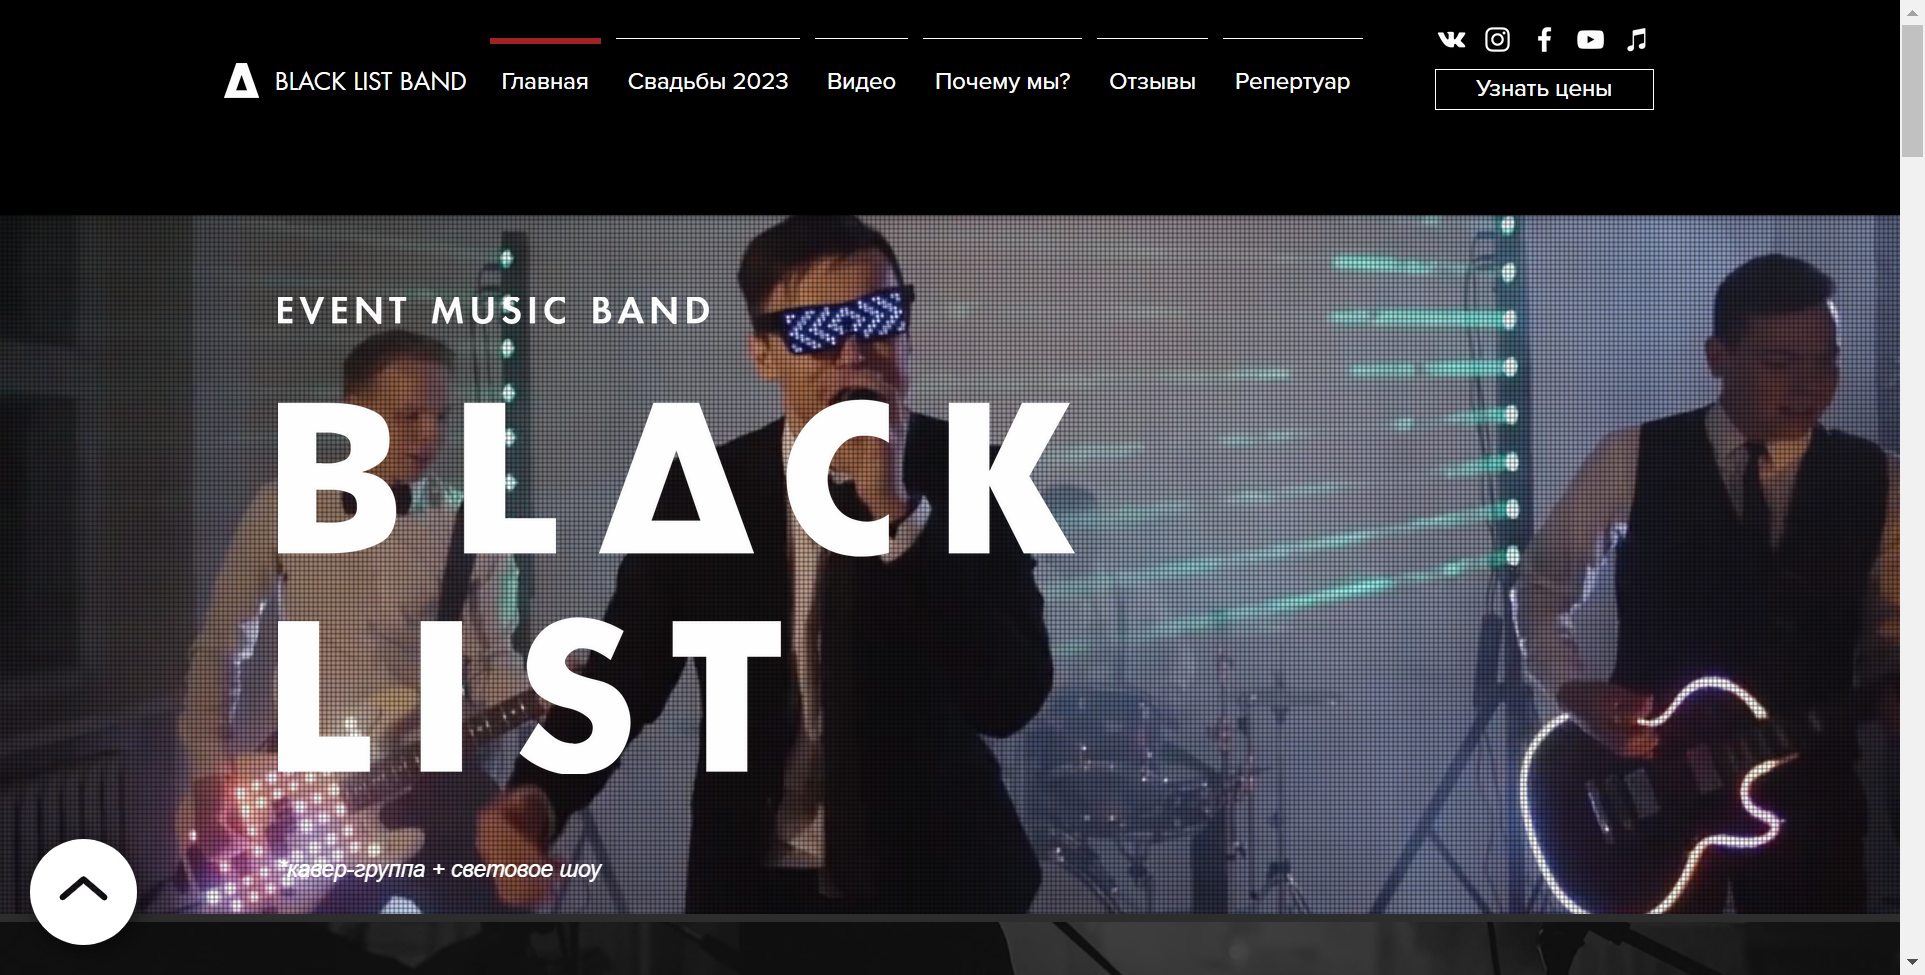 BLACK LIST BAND
Главная
Свадьбы 2023
Видео
Почему мы?
Отзывы
Репертуар
Узнать цены
EVENT MUSIC BAND
BLACK
LIST
*кавер-группа + световое шоу